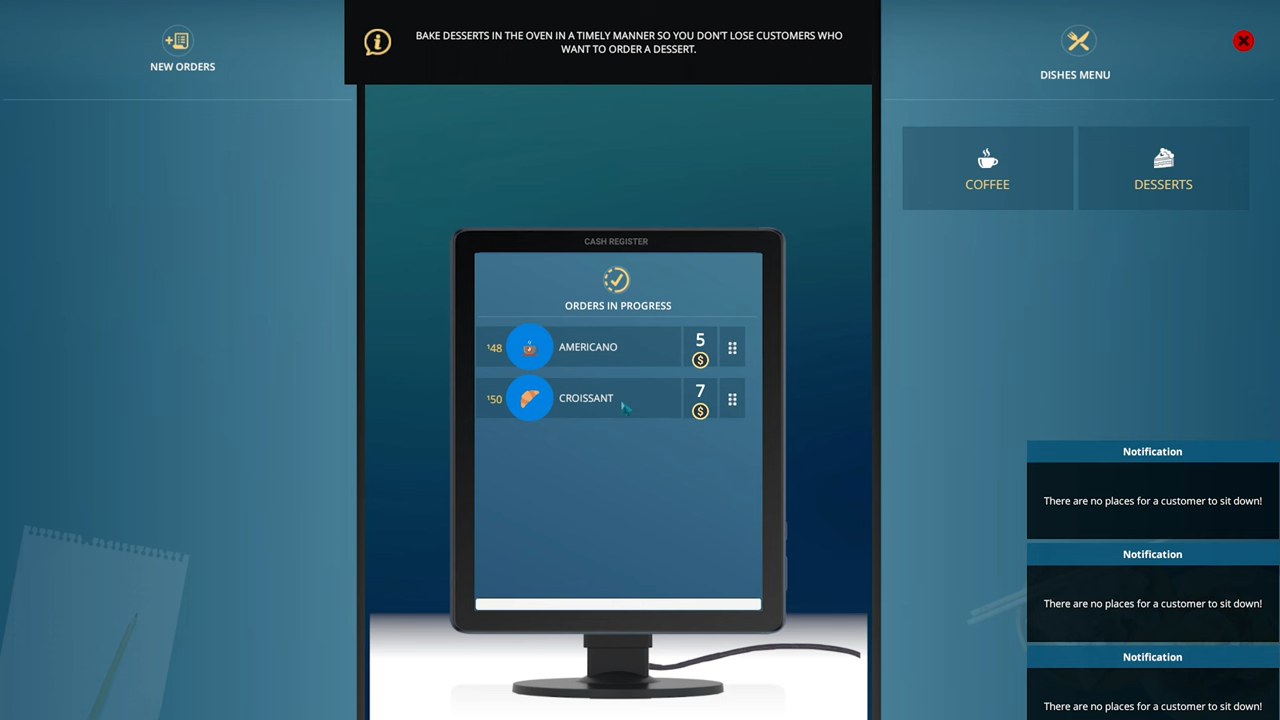 NEW ORDERS
BAKE DESSERTS IN THE OVEN IN A TIMELY MANNER SO YOU DON'T LOSE CUSTOMERS WHO
WANT TO ORDER A DESSERT.
DISHES MENU
COFFEE
DESSERTS
CASH REGISTER
ORDERS IN PROGRESS
148 AMERICANO 5 $
150 CROISSANT 7 $
Notification
There are no places for a customer to sit down!
Notification
There are no places for a customer to sit down!
Notification
There are no places for a customer to sit down!